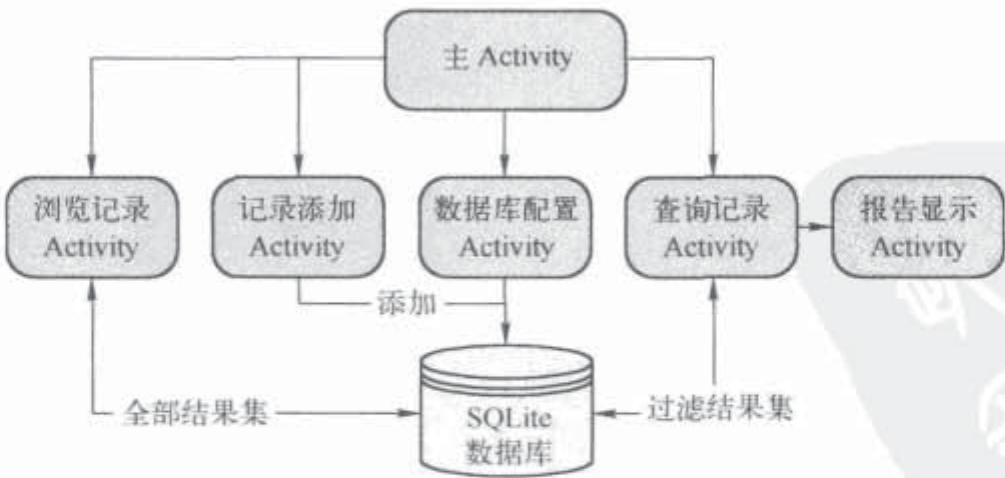 主 Activity
浏览记录
Activity
记录添加
Activity
数据库配置
Activity
查询记录
Activity
报告显示
Activity
添加
全部结果集
SQLite
数据库
过滤结果集